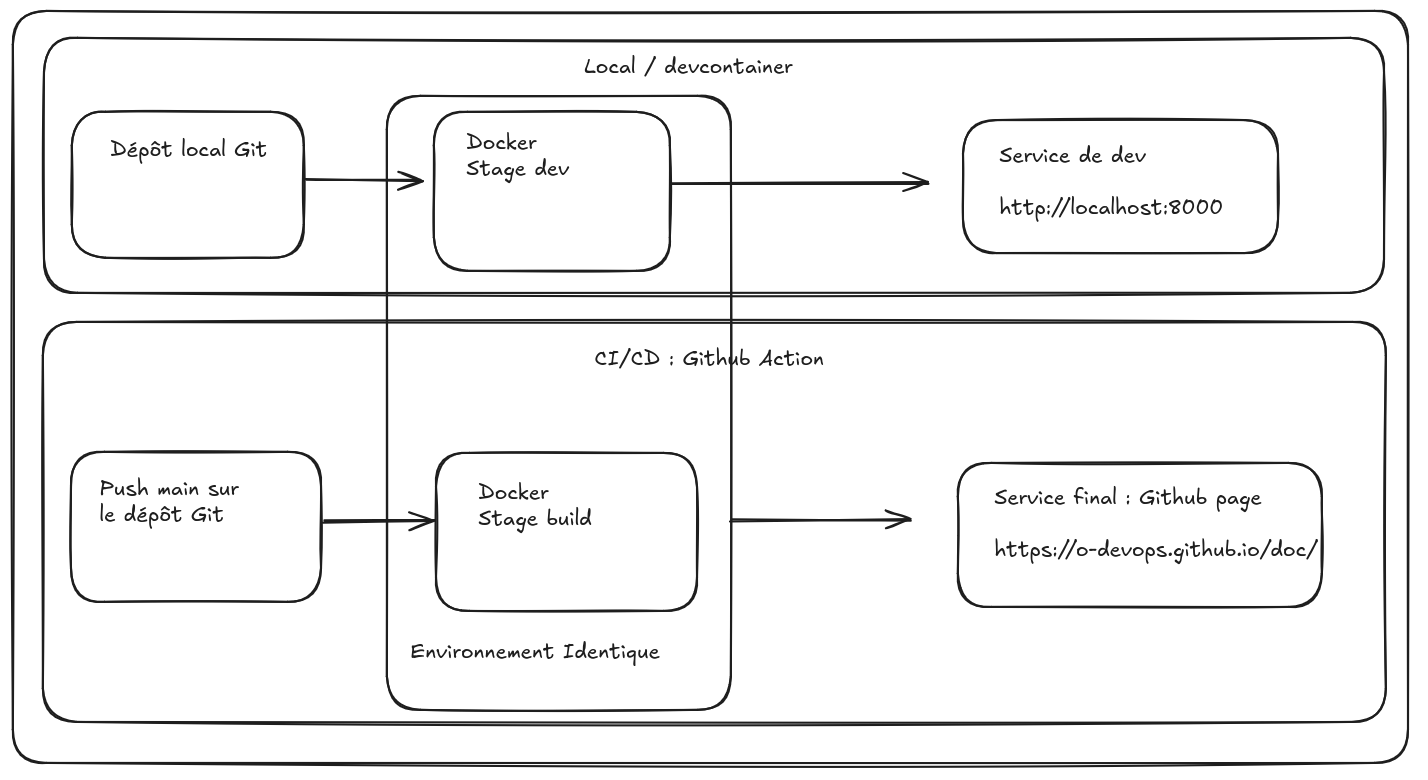 Local / devcontainer
Dépôt local Git
Docker
Stage dev
Service de dev
http://localhost:8000
CI/CD : Github Action
Push main sur
le dépôt Git
Docker
Stage build
Service final : Github page
https://o-devops.github.io/doc/
Environnement Identique